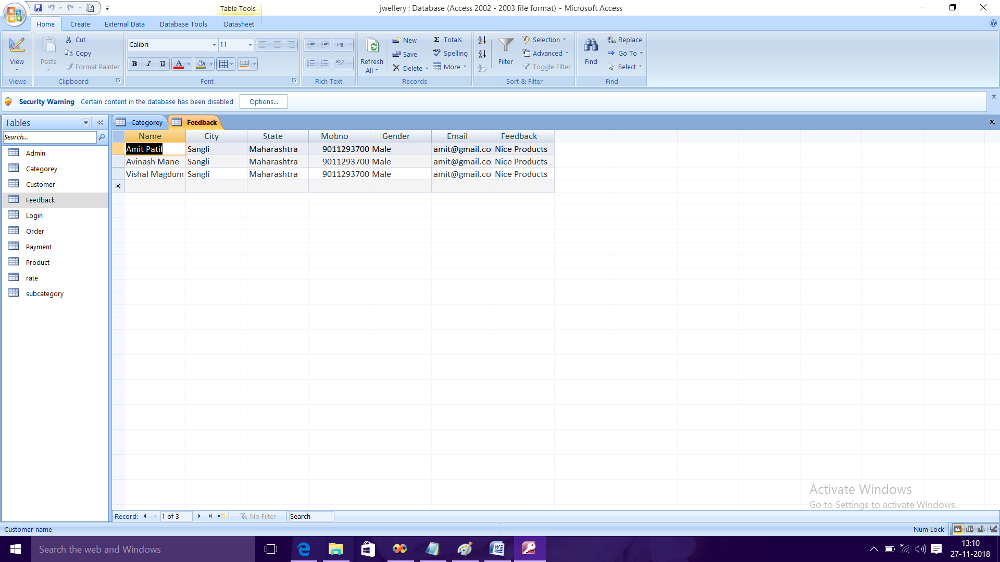 Table Tools
jwellery : Database (Access 2002 - 2003 file format) - Microsoft Access
Home Create External Data Database Tools Datasheet
View
Views
Paste
Cut
Copy
Format Painter
Clipboard
Calibri 11
B I U A
Font
Rich Text
Refresh All
New
Save
Delete
Σ Totals
Spelling
More
Records
Filter
Selection
Advanced
Toggle Filter
Sort & Filter
Find
Replace
Go To
Select
Find
Security Warning Certain content in the database has been disabled Options...
Tables
Search...
Admin
Categorey
Customer
Feedback
Login
Order
Payment
Product
rate
subcategory
Categorey Feedback
Name City State Mobno Gender Email Feedback
Amit Patil Sangli Maharashtra 9011293700 Male amit@gmail.co Nice Products
Avinash Mane Sangli Maharashtra 9011293700 Male amit@gmail.co Nice Products
Vishal Magdum Sangli Maharashtra 9011293700 Male amit@gmail.co Nice Products
Activate Windows
Go to Settings to activate Windows.
Record: 1 of 3 No Filter Search
Customer name Num Lock
Search the web and Windows
13:10
27-11-2018